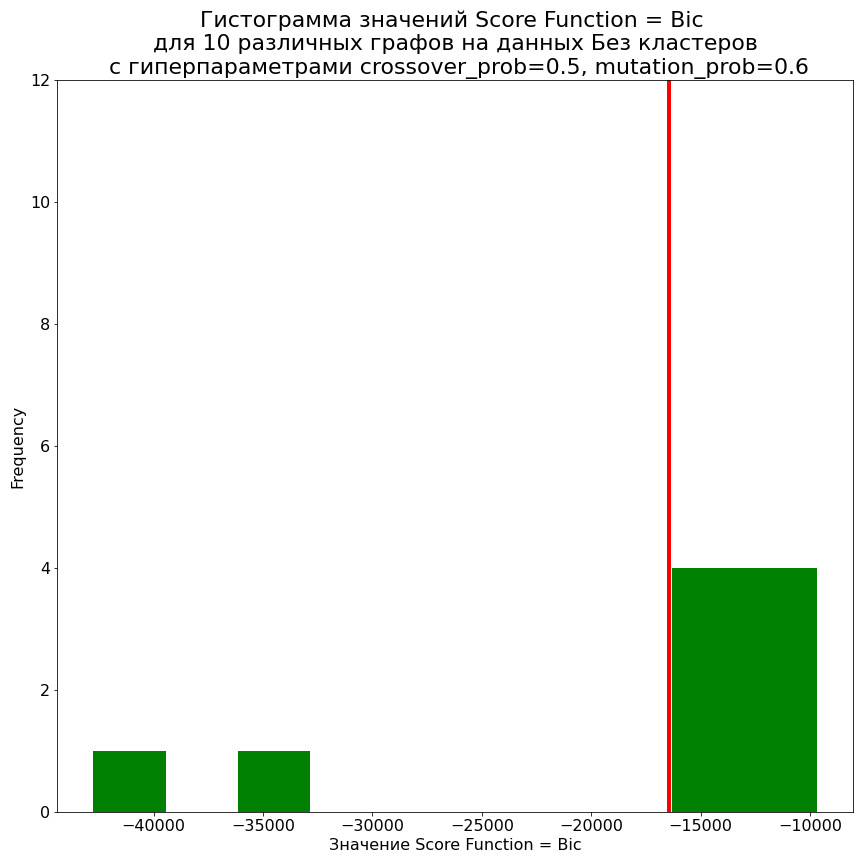 Гистограмма значений Score Function = Bic
для 10 различных графов на данных Без кластеров
с гиперпараметрами crossover_prob=0.5, mutation_prob=0.6
12
10
8
6
4
2
0
Frequency
−40000 −35000 −30000 −25000 −20000 −15000 −10000
Значение Score Function = Bic